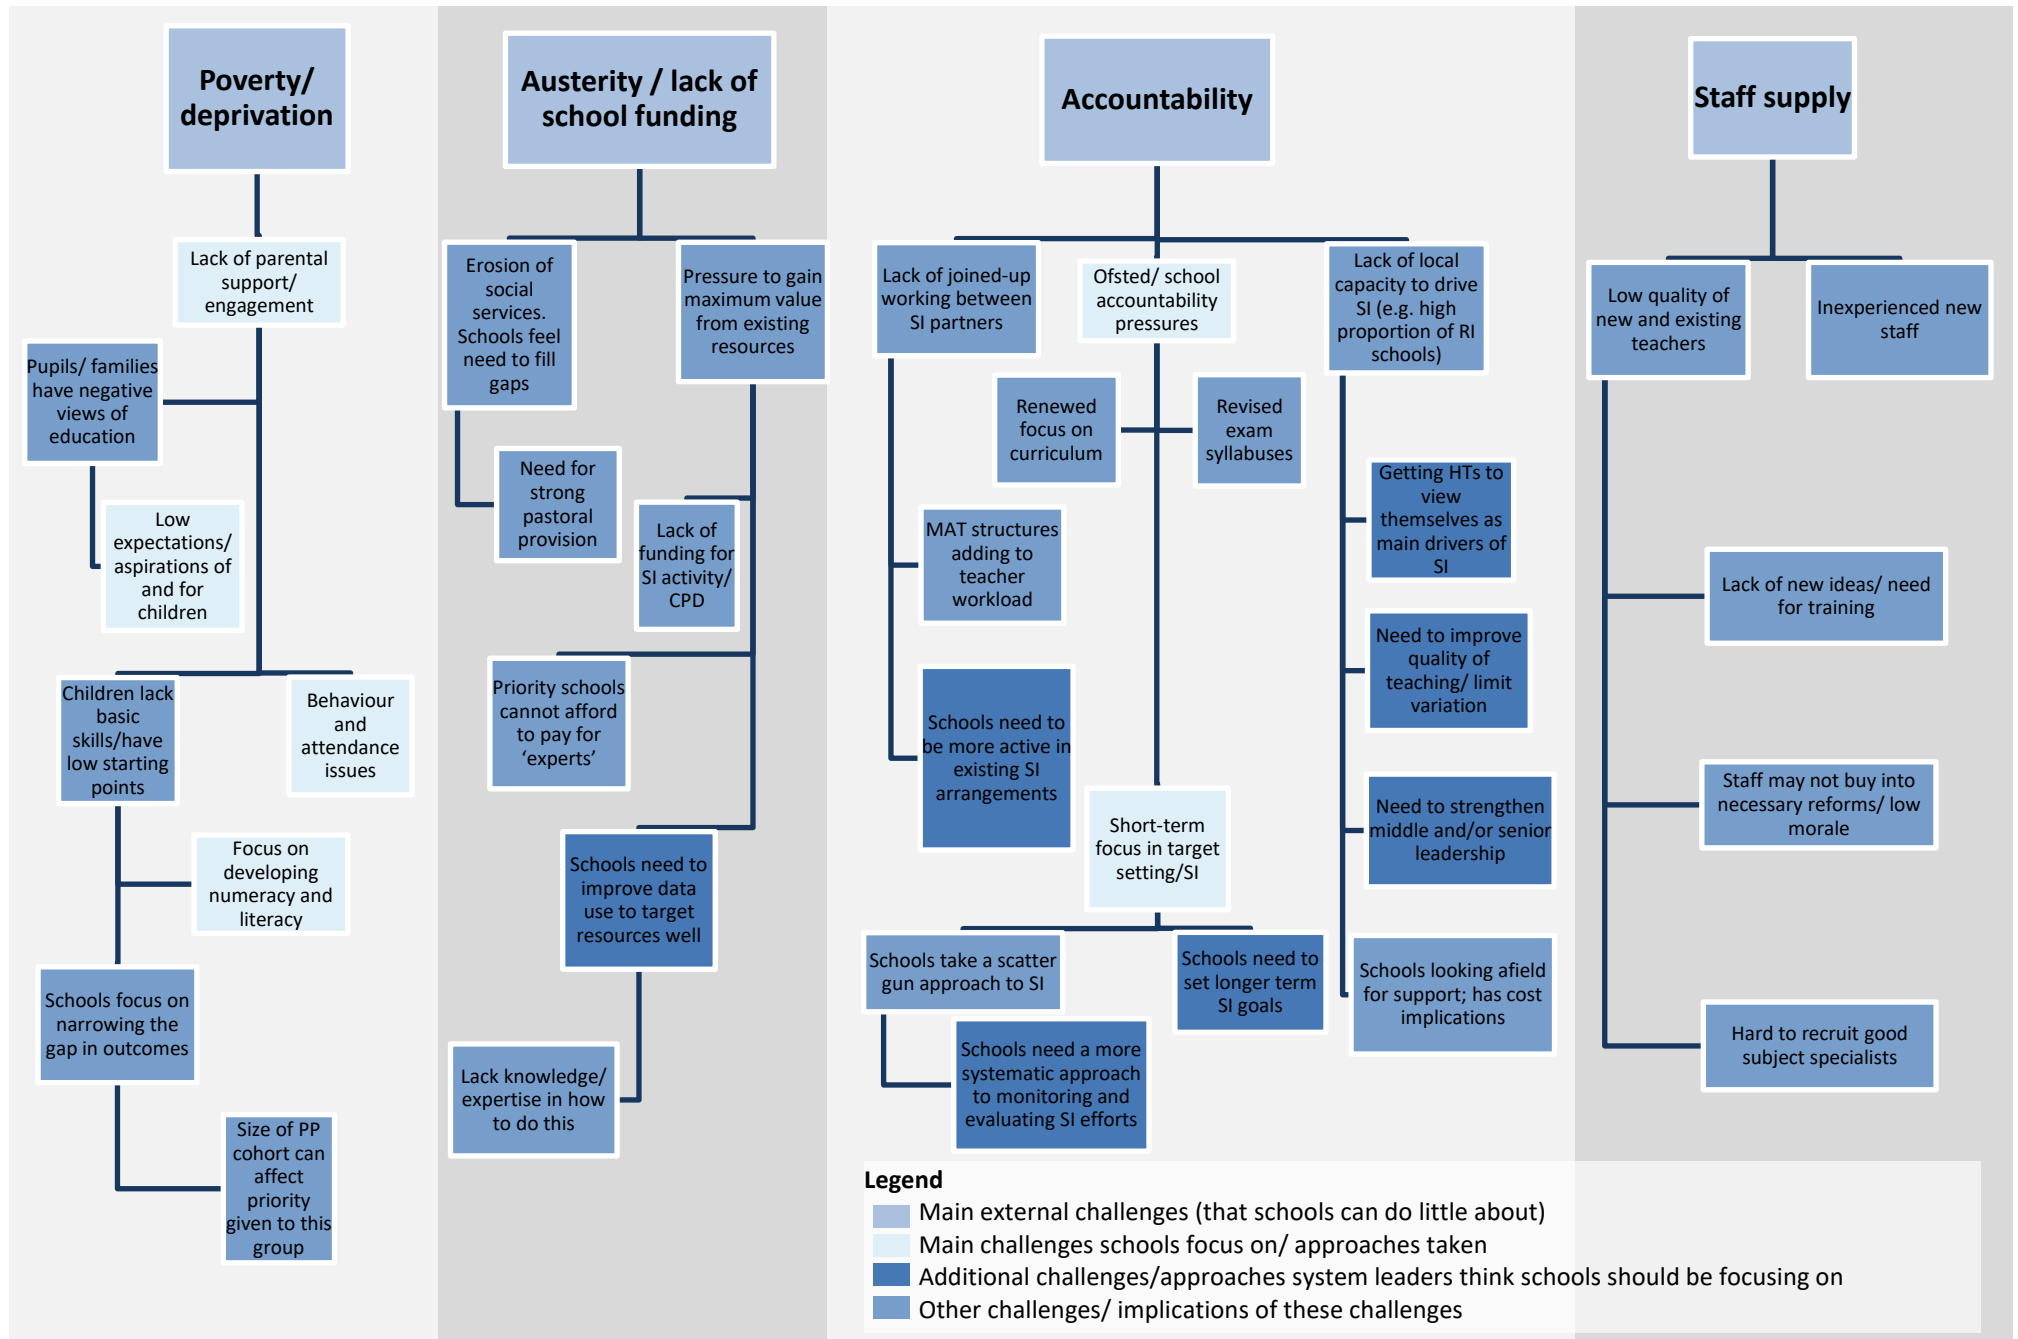 Poverty/
deprivation
Lack of parental
support/
engagement
Pupils/ families
have negative
views of
education
Low
expectations/
aspirations of
and for
children
Children lack
basic
skills/have
low starting
points
Behaviour
and
attendance
issues
Focus on
developing
numeracy and
literacy
Schools focus on
narrowing the
gap in outcomes
Size of PP
cohort can
affect
priority
given to this
group
Austerity / lack of
school funding
Erosion of
social
services.
Schools feel
need to fill
gaps
Pressure to gain
maximum value
from existing
resources
Need for
strong
pastoral
provision
Lack of
funding for
SI activity/
CPD
Priority schools
cannot afford
to pay for
‘experts’
Schools need to
improve data
use to target
resources well
Lack knowledge/
expertise in how
to do this
Accountability
Lack of joined-up
working between
SI partners
Ofsted/ school
accountability
pressures
Lack of local
capacity to drive
SI (e.g. high
proportion of RI
schools)
Renewed
focus on
curriculum
Revised
exam
syllabuses
MAT structures
adding to
teacher
workload
Schools need to
be more active in
existing SI
arrangements
Short-term
focus in target
setting/SI
Schools take a scatter
gun approach to SI
Schools need to
set longer term
SI goals
Schools need a more
systematic approach
to monitoring and
evaluating SI efforts
Getting HTs to
view
themselves as
main drivers of
SI
Need to improve
quality of
teaching/ limit
variation
Need to strengthen
middle and/or senior
leadership
Schools looking afield
for support; has cost
implications
Staff supply
Low quality of
new and existing
teachers
Inexperienced new
staff
Lack of new ideas/ need
for training
Staff may not buy into
necessary reforms/ low
morale
Hard to recruit good
subject specialists
Legend
Main external challenges (that schools can do little about)
Main challenges schools focus on/ approaches taken
Additional challenges/approaches system leaders think schools should be focusing on
Other challenges/ implications of these challenges